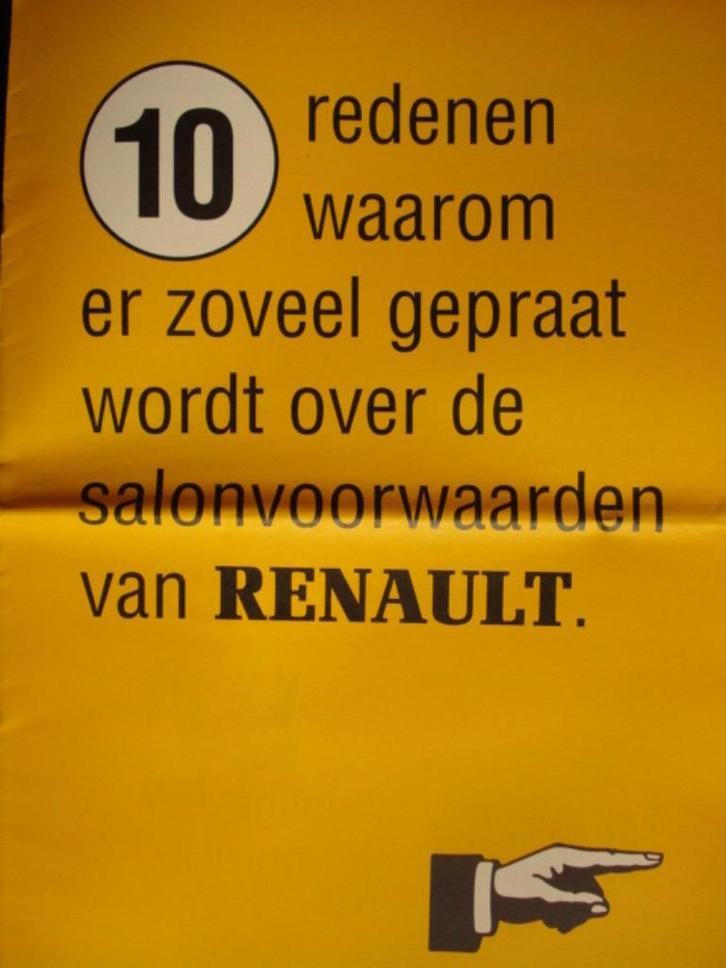 10 redenen
waarom
er zoveel gepraat
wordt over de
salonvoorwaarden
van RENAULT.